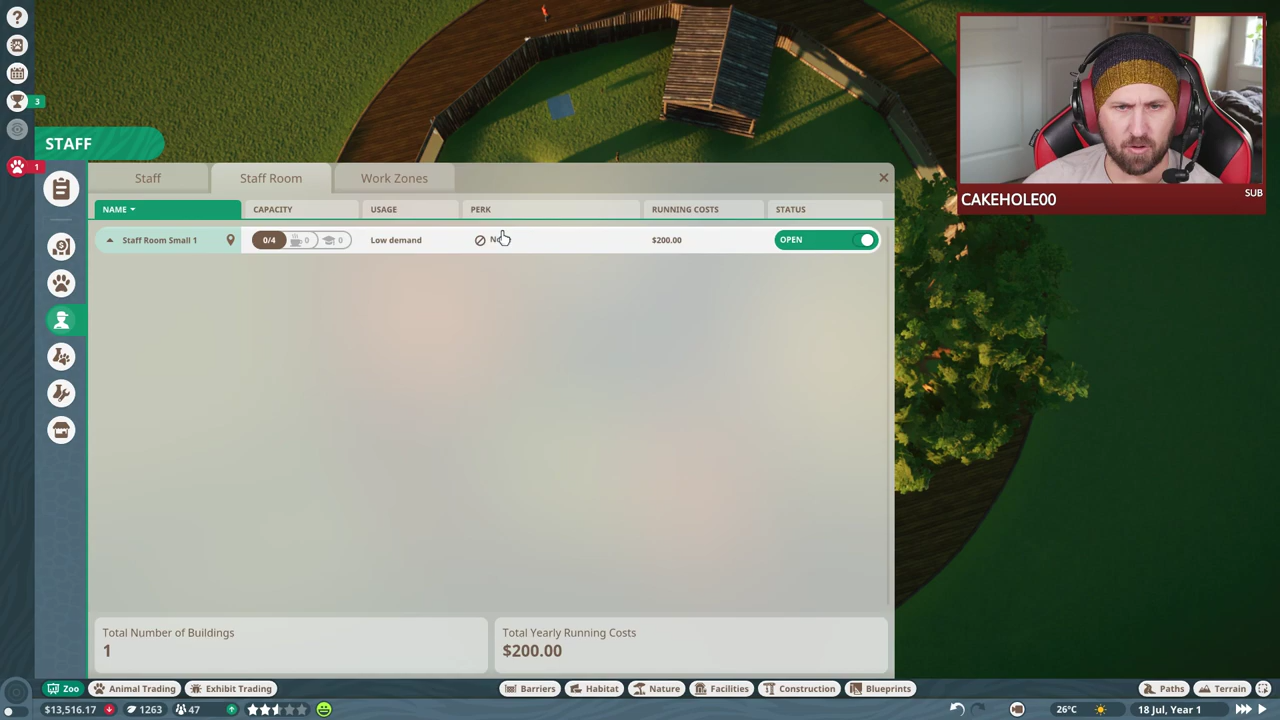 3
STAFF
1
Staff
Staff Room
Work Zones
NAME
CAPACITY
USAGE
PERK
RUNNING COSTS
STATUS
Staff Room Small 1
0/4
0
0
Low demand
$200.00
OPEN
Total Number of Buildings
1
Total Yearly Running Costs
$200.00
CAKEHOLE00
SUB
Zoo
Animal Trading
Exhibit Trading
Barriers
Habitat
Nature
Facilities
Construction
Blueprints
Paths
Terrain
$13,516.17
1263
47
26°C
18 Jul, Year 1